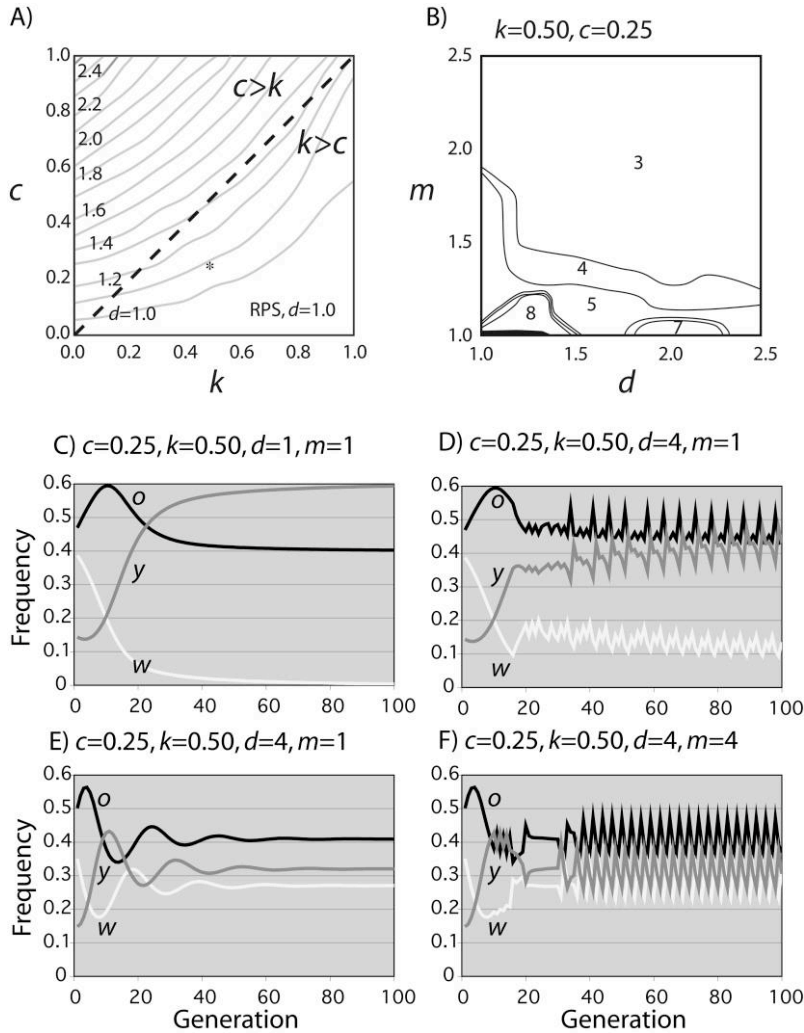 A)
1.0
0.8
0.6
0.4
0.2
0.0
c
2.4
2.2
2.0
1.8
1.6
1.4
1.2
d=1.0
c>k
k>c
*
RPS, d=1.0
0.0 0.2 0.4 0.6 0.8 1.0
k
B)
k=0.50, c=0.25
2.5
2.0
1.5
1.0
m
3
4
5
8
7
1.0 1.5 2.0 2.5
d
C) c=0.25, k=0.50, d=1, m=1
0.6
0.5
0.4
0.3
0.2
0.1
0
Frequency
o
y
w
0 20 40 60 80 100
D) c=0.25, k=0.50, d=4, m=1
0.6
0.5
0.4
0.3
0.2
0.1
0
o
y
w
0 20 40 60 80 100
E) c=0.25, k=0.50, d=4, m=1
0.6
0.5
0.4
0.3
0.2
0.1
0
Frequency
o
y
w
0 20 40 60 80 100
Generation
F) c=0.25, k=0.50, d=4, m=4
0.6
0.5
0.4
0.3
0.2
0.1
0
o
y
w
0 20 40 60 80 100
Generation